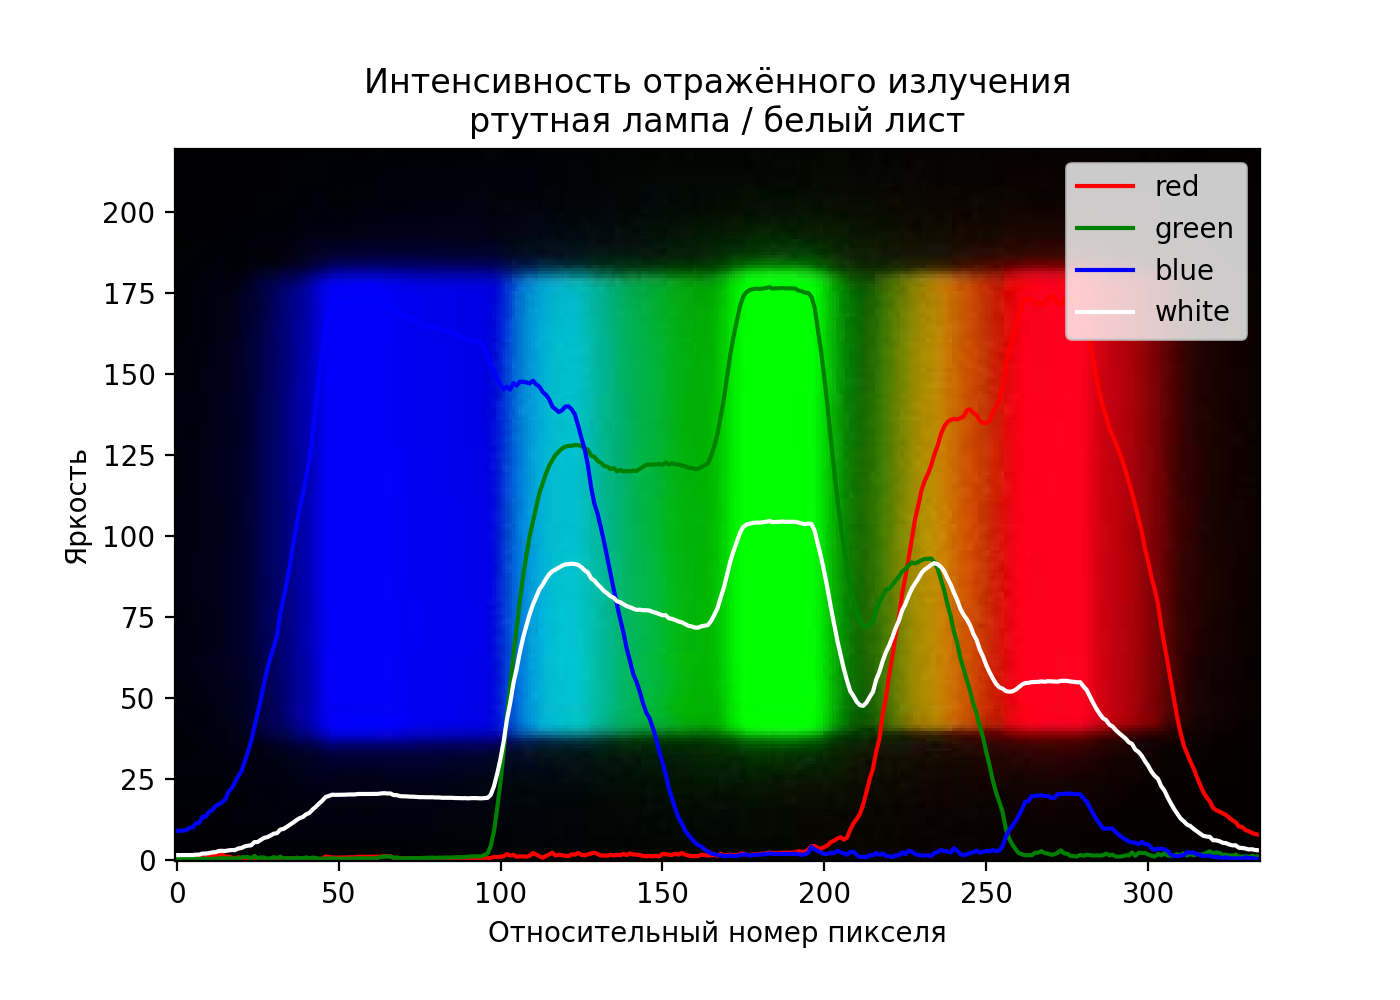 Интенсивность отражённого излучения
ртутная лампа / белый лист
red
green
blue
white
Яркость
200
175
150
125
100
75
50
25
0
0 50 100 150 200 250 300
Относительный номер пикселя